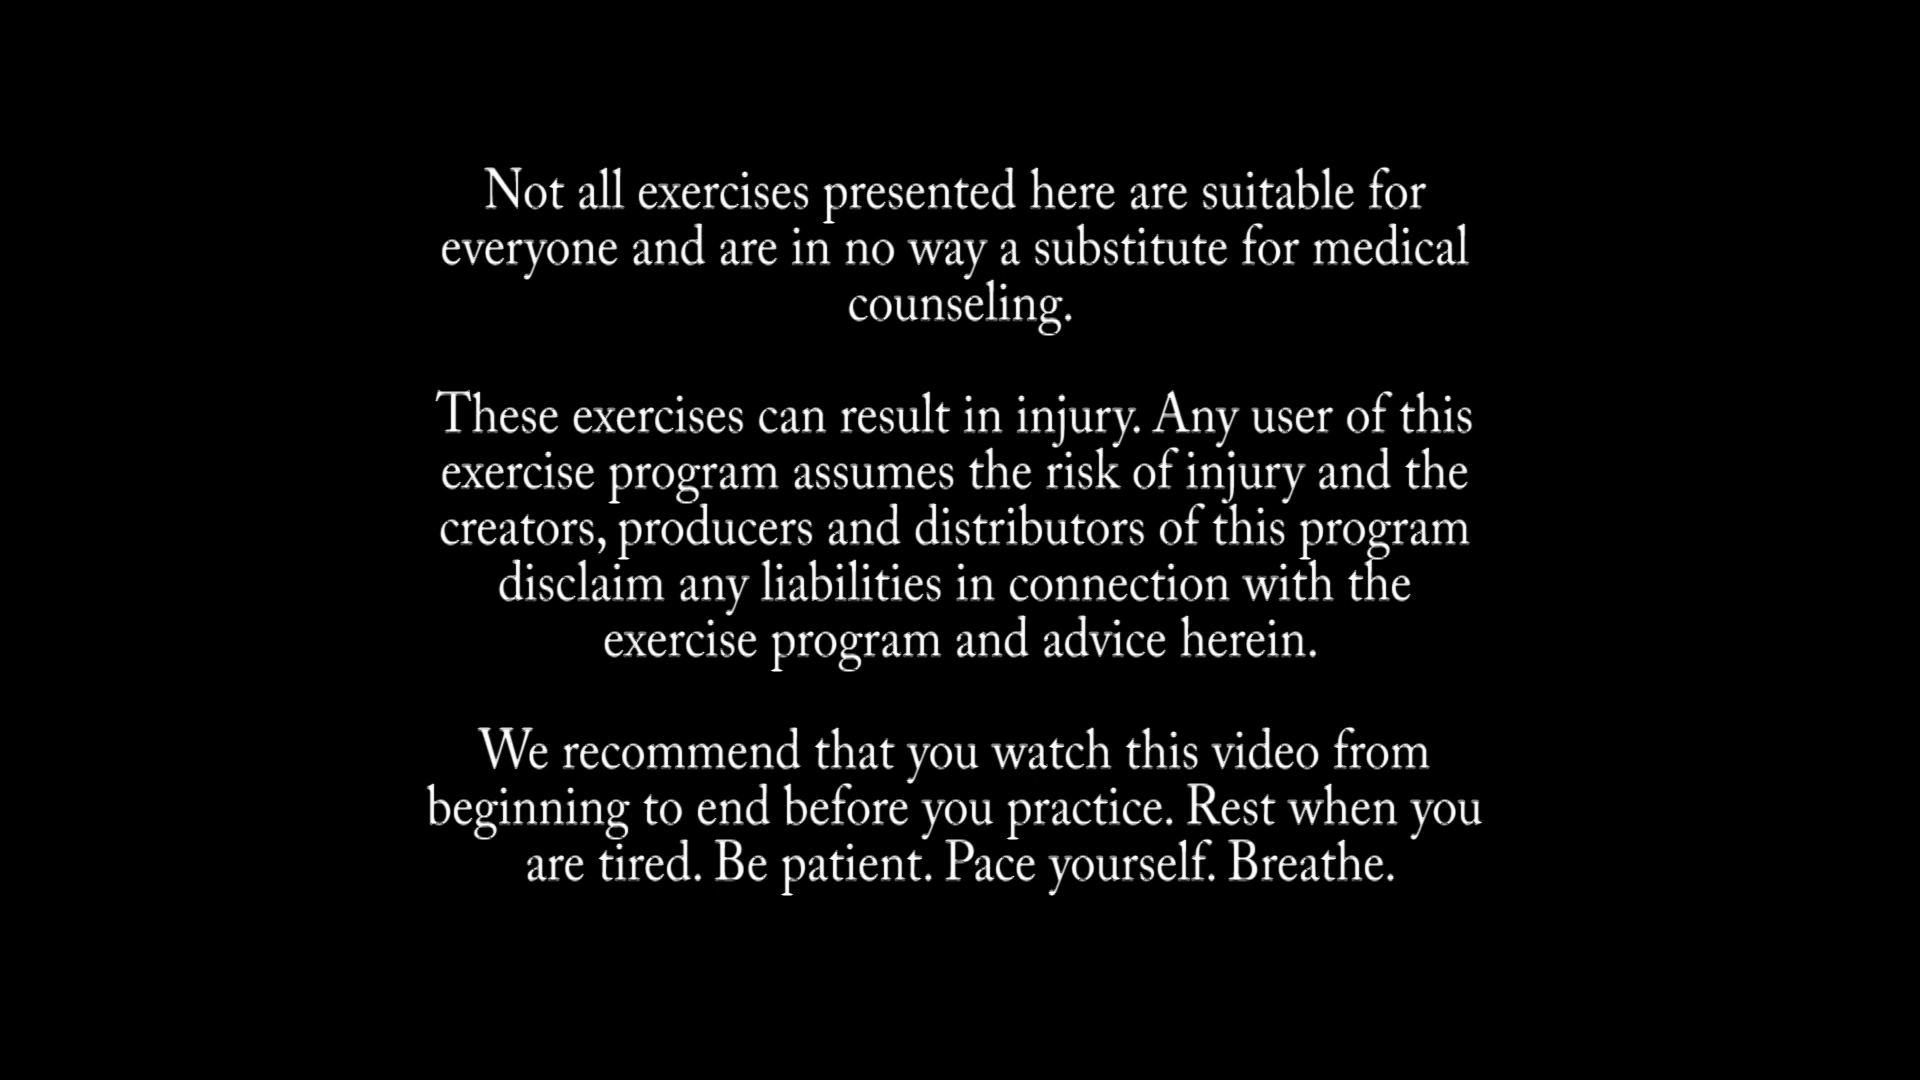 Not all exercises presented here are suitable for
everyone and are in no way a substitute for medical
counseling.
These exercises can result in injury. Any user of this
exercise program assumes the risk of injury and the
creators, producers and distributors of this program
disclaim any liabilities in connection with the
exercise program and advice herein.
We recommend that you watch this video from
beginning to end before you practice. Rest when you
are tired. Be patient. Pace yourself. Breathe.